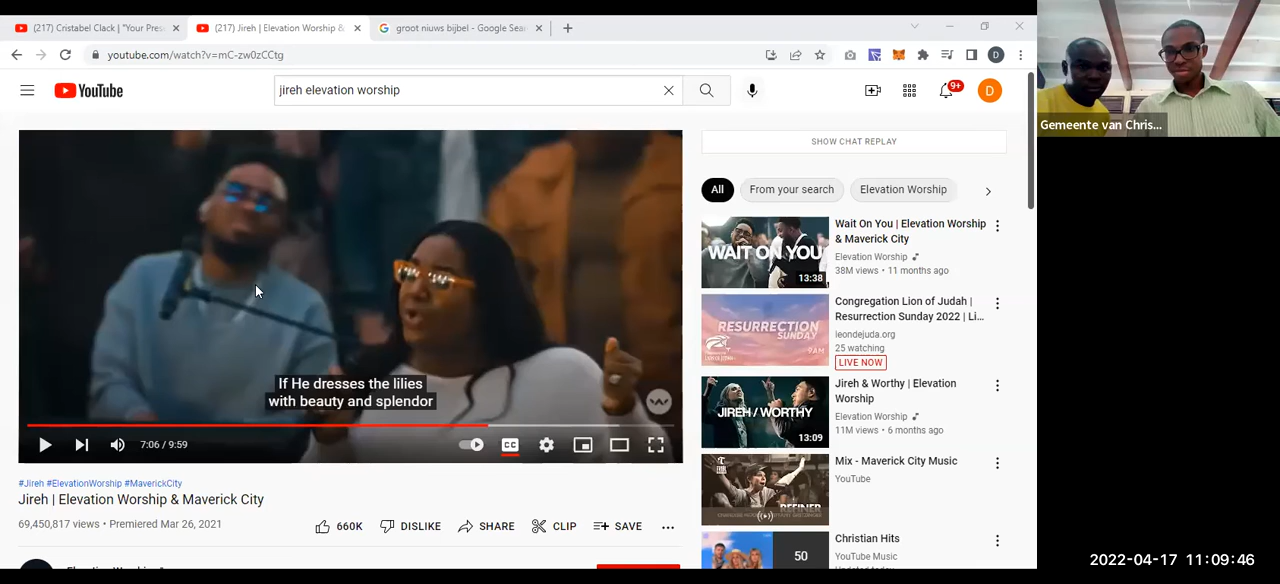 (217) Cristabel Clack | "Your Pres
(217) Jireh | Elevation Worship &
groot niuws bijbel - Google Sear
youtube.com/watch?v=mC-zw0zCCtg
D
YouTube
jireh elevation worship
9+
D
If He dresses the lilies
with beauty and splendor
7:06 / 9:59
CC
#Jireh #ElevationWorship #MaverickCity
Jireh | Elevation Worship & Maverick City
69,450,817 views • Premiered Mar 26, 2021
660K
DISLIKE
SHARE
CLIP
SAVE
SHOW CHAT REPLAY
All
From your search
Elevation Worship
WAIT ON YOU
13:38
Wait On You | Elevation Worship
& Maverick City
Elevation Worship
38M views • 11 months ago
RESURRECTION
SUNDAY
9AM
Congregation Lion of Judah |
Resurrection Sunday 2022 | Li...
leondejuda.org
25 watching
LIVE NOW
JIREH / WORTHY
13:09
Jireh & Worthy | Elevation
Worship
Elevation Worship
11M views • 6 months ago
REFINER
Mix - Maverick City Music
YouTube
50
Christian Hits
YouTube Music
Gemeente van Chris...
2022-04-17 11:09:46